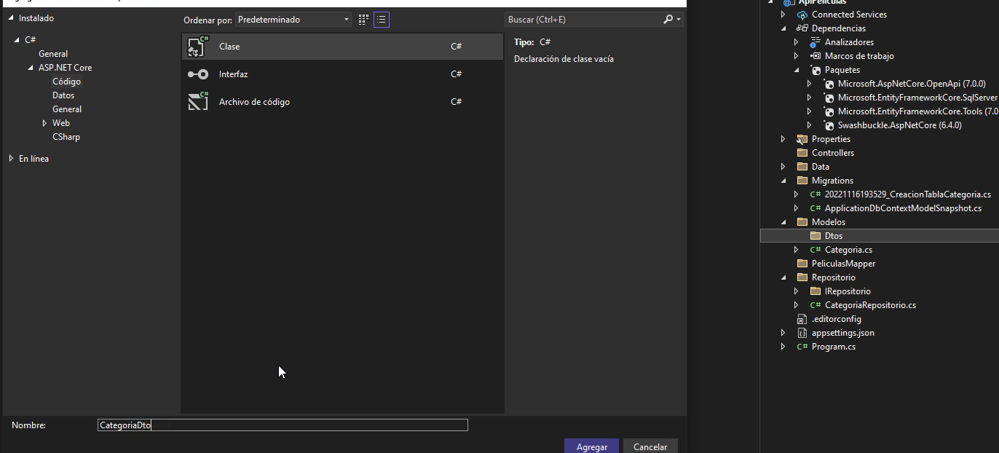 Instalado
C#
General
ASP.NET Core
Código
Datos
General
Web
CSharp
En línea
Ordenar por: Predeterminado
Clase C#
Interfaz C#
Archivo de código C#
Buscar (Ctrl+E)
Tipo: C#
Declaración de clase vacía
Nombre: CategoriaDto
Agregar Cancelar
ApiPeliculas
Connected Services
Dependencias
Analizadores
Marcos de trabajo
Paquetes
Microsoft.AspNetCore.OpenApi (7.0.0)
Microsoft.EntityFrameworkCore.SqlServer
Microsoft.EntityFrameworkCore.Tools (7.0
Swashbuckle.AspNetCore (6.4.0)
Properties
Controllers
Data
Migrations
C# 20221116193529_CreacionTablaCategoria.cs
C# ApplicationDbContextModelSnapshot.cs
Modelos
Dtos
C# Categoria.cs
PeliculasMapper
Repositorio
IRepositorio
C# CategoriaRepositorio.cs
.editorconfig
appsettings.json
C# Program.cs